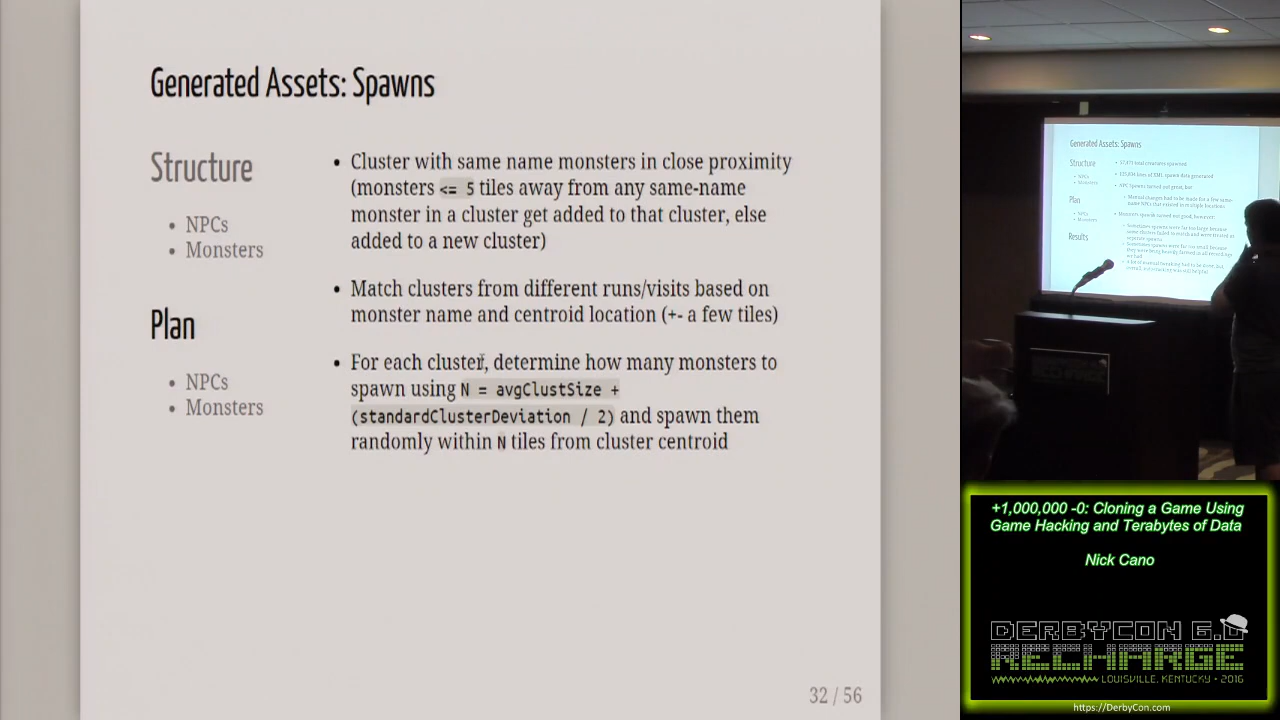 Generated Assets: Spawns
Structure
• NPCs
• Monsters
Plan
• NPCs
• Monsters
• Cluster with same name monsters in close proximity
(monsters <= 5 tiles away from any same-name
monster in a cluster get added to that cluster, else
added to a new cluster)
• Match clusters from different runs/visits based on
monster name and centroid location (+- a few tiles)
• For each cluster, determine how many monsters to
spawn using N = avgClustSize +
(standardClusterDeviation / 2) and spawn them
randomly within N tiles from cluster centroid
32 / 56
Generated Assets: Spawns
Structure
• NPCs
• Monsters
Plan
• NPCs
• Monsters
Results
+1,000,000 -0: Cloning a Game Using
Game Hacking and Terabytes of Data
Nick Cano
DERBYCON 6.0
RECHARGE
LOUISVILLE, KENTUCKY • 2016
https://DerbyCon.com